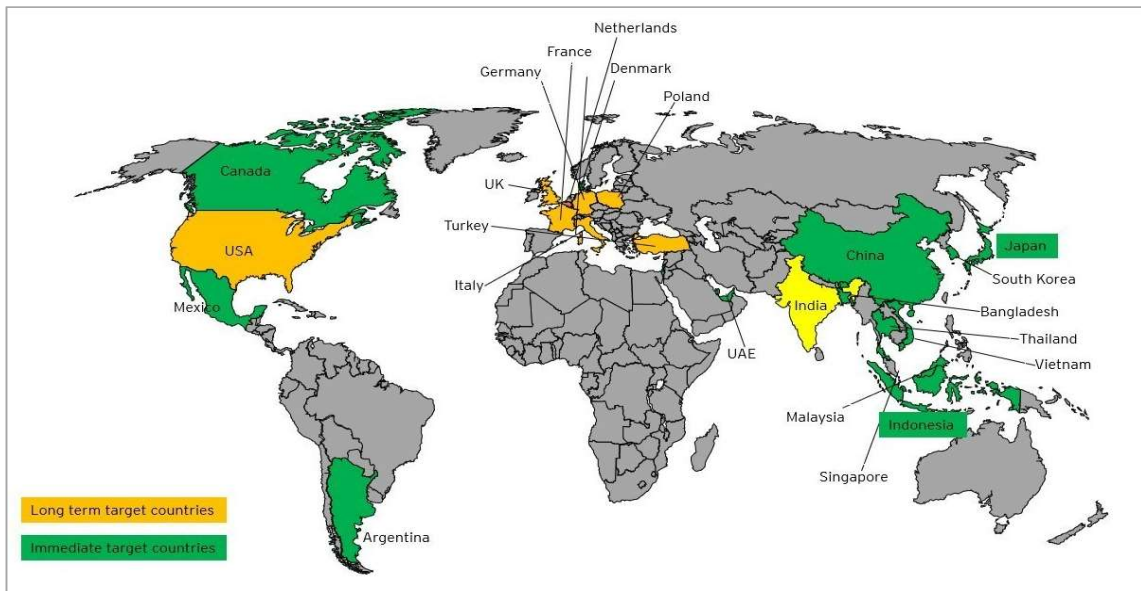 Netherlands
France
Denmark
Germany
Poland
Canada
UK
Turkey
USA
China
Japan
South Korea
Italy
Mexico
India
Bangladesh
Thailand
UAE
Vietnam
Malaysia
Indonesia
Singapore
Long term target countries
Argentina
Immediate target countries